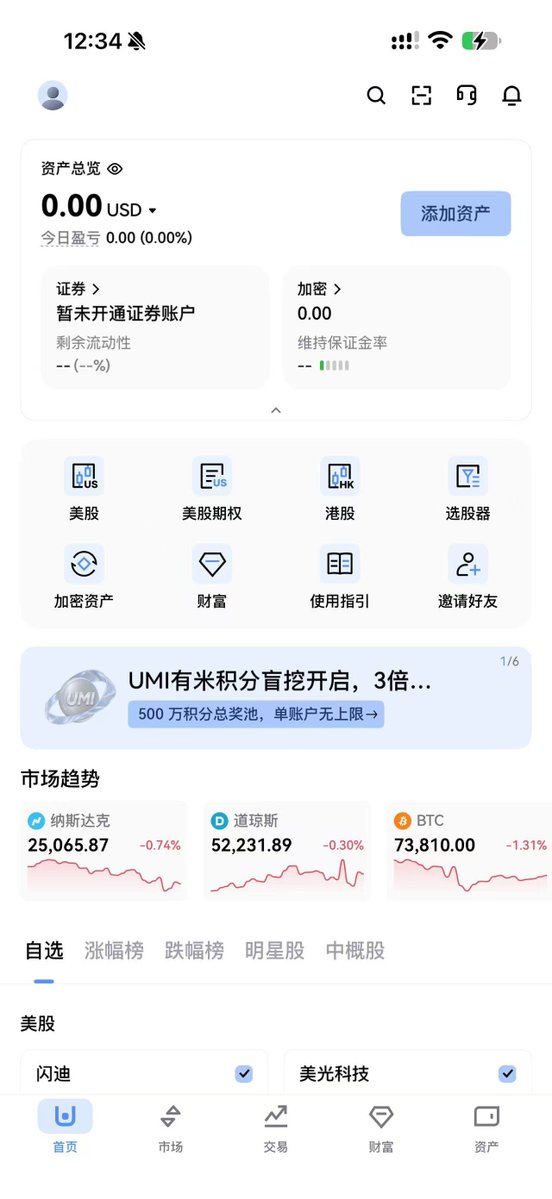 12:34
资产总览
0.00 USD
添加资产
今日盈亏 0.00 (0.00%)
证券
暂未开通证券账户
剩余流动性
-- (--%)
加密
0.00
维持保证金率
--
US
美股
US
美股期权
HK
港股
选股器
加密资产
财富
使用指引
邀请好友
UMI
UMI有米积分盲挖开启，3倍...
1/6
500 万积分总奖池，单账户无上限→
市场趋势
纳斯达克
25,065.87 -0.74%
D 道琼斯
52,231.89 -0.30%
BTC
73,810.00 -1.31%
自选 涨幅榜 跌幅榜 明星股 中概股
美股
闪迪
美光科技
首页 市场 交易 财富 资产